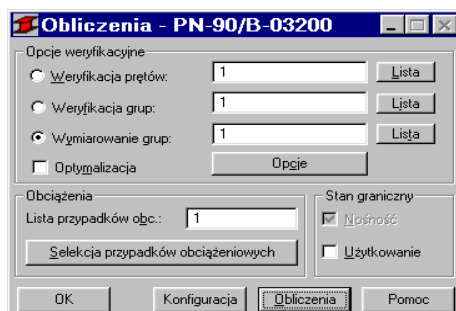 Obliczenia - PN-90/B-03200
Opcje weryfikacyjne
Weryfikacja prętów: 1 Lista
Weryfikacja grup: 1 Lista
Wymiarowanie grup: 1 Lista
Optymalizacja Opcje
Obciążenia
Lista przypadków obc.: 1
Selekcja przypadków obciążeniowych
Stan graniczny
Nośność
Użytkowanie
OK Konfiguracja Obliczenia Pomoc